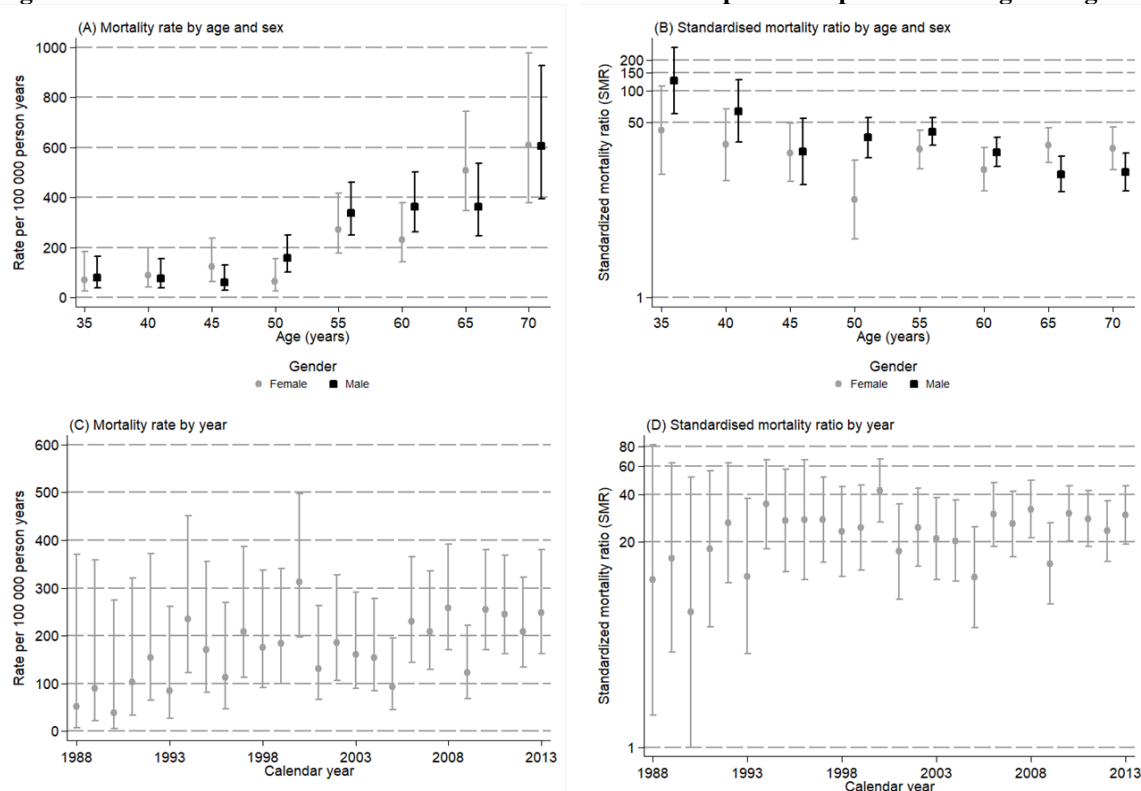 (A) Mortality rate by age and sex
1000
800
600
400
200
0
Rate per 100 000 person years
35 40 45 50 55 60 65 70
Age (years)
Gender
Female Male
(B) Standardised mortality ratio by age and sex
200
150
100
50
1
Standardized mortality ratio (SMR)
35 40 45 50 55 60 65 70
Age (years)
Gender
Female Male
(C) Mortality rate by year
600
500
400
300
200
100
0
Rate per 100 000 person years
1988 1993 1998 2003 2008 2013
Calendar year
(D) Standardised mortality ratio by year
80
60
40
20
1
Standardized mortality ratio (SMR)
1988 1993 1998 2003 2008 2013
Calendar year